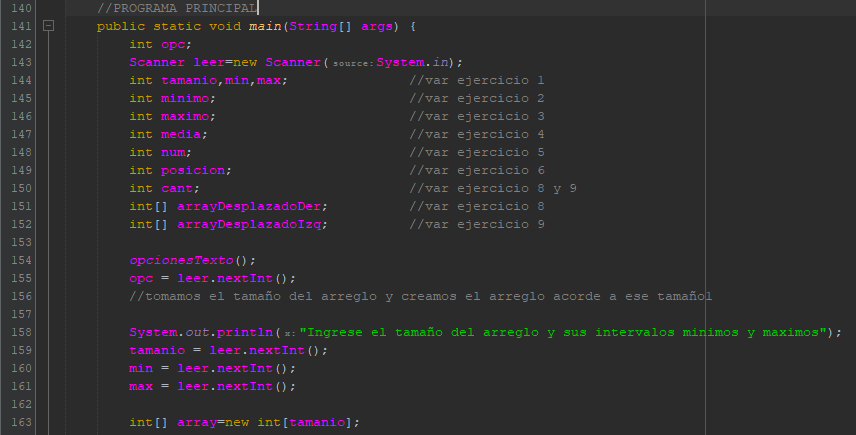 140 //PROGRAMA PRINCIPAL
141 public static void main(String[] args) {
142 int opc;
143 Scanner leer=new Scanner( source: System.in);
144 int tamanio,min,max; //var ejercicio 1
145 int minimo; //var ejercicio 2
146 int maximo; //var ejercicio 3
147 int media; //var ejercicio 4
148 int num; //var ejercicio 5
149 int posicion; //var ejercicio 6
150 int cant; //var ejercicio 8 y 9
151 int[] arrayDesplazadoDer; //var ejercicio 8
152 int[] arrayDesplazadoIzq; //var ejercicio 9
153
154 opcionesTexto();
155 opc = leer.nextInt();
156 //tomamos el tamaño del arreglo y creamos el arreglo acorde a ese tamaño1
157
158 System.out.println( x: "Ingrese el tamaño del arreglo y sus intervalos minimos y maximos");
159 tamanio = leer.nextInt();
160 min = leer.nextInt();
161 max = leer.nextInt();
162
163 int[] array=new int[tamanio];